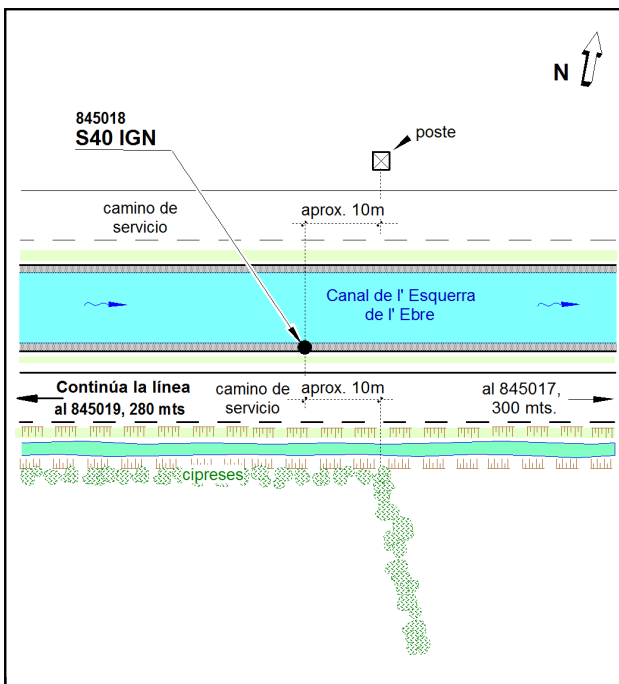 N
845018
S40 IGN
poste
camino de
servicio
aprox. 10m
Canal de l' Esquerra
de l' Ebre
Continúa la línea
al 845019, 280 mts
camino de
servicio
aprox. 10m
al 845017,
300 mts.
cipreses